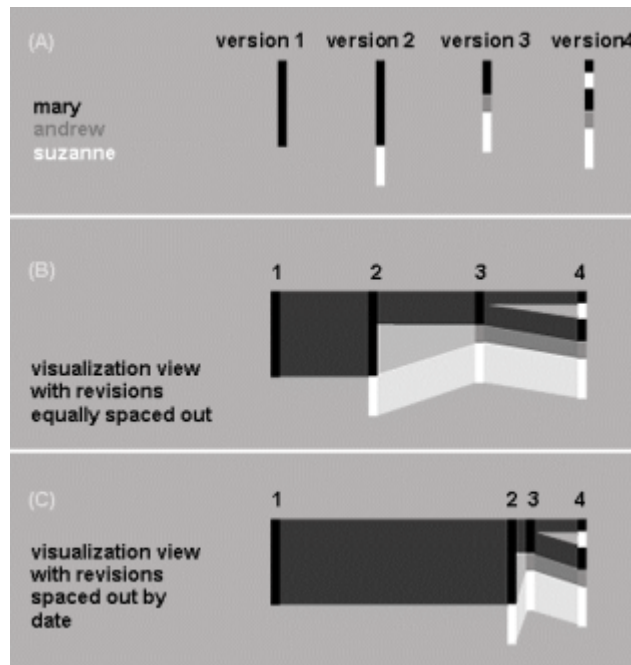 (A) version 1 version 2 version 3 version4
mary
andrew
suzanne
(B) 1 2 3 4
visualization view
with revisions
equally spaced out
(C) 1 2 3 4
visualization view
with revisions
spaced out by
date